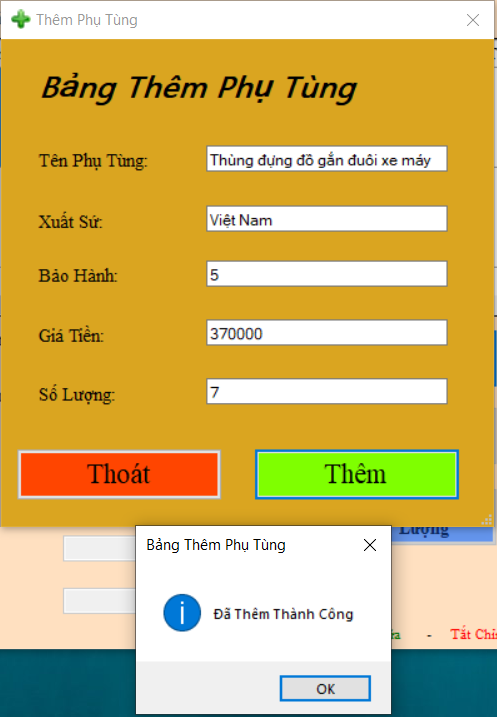 Thêm Phụ Tùng
Bảng Thêm Phụ Tùng
Tên Phụ Tùng:
Thùng đựng đồ gắn đuôi xe máy
Xuất Sứ:
Việt Nam
Bảo Hành:
5
Giá Tiền:
370000
Số Lượng:
7
Thoát
Thêm
Lượng
Bảng Thêm Phụ Tùng
Đã Thêm Thành Công
- Tắt
OK